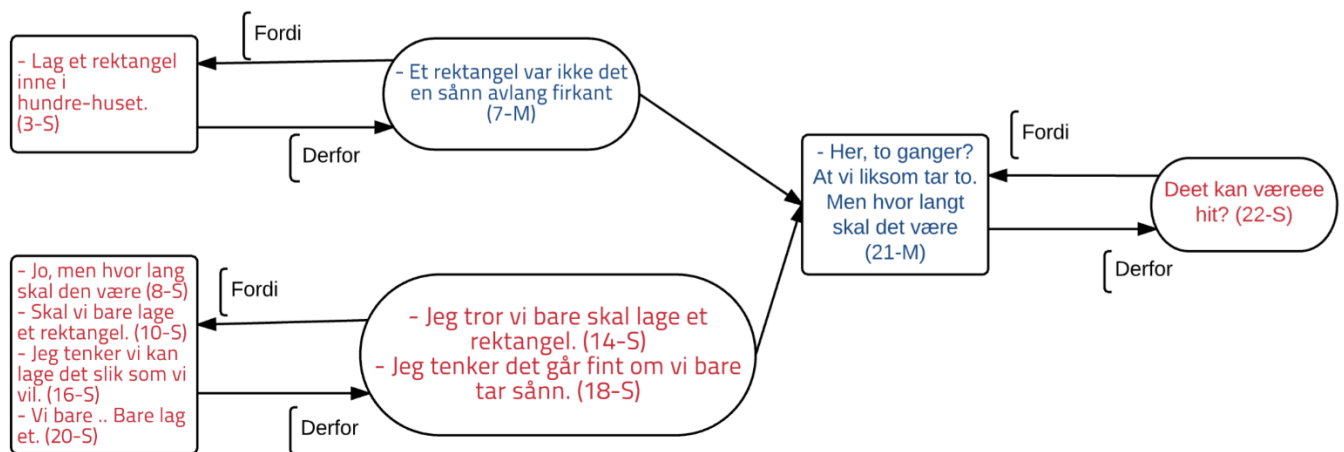 Fordi
- Lag et rektangel
inne i
hundre-huset.
(3-S)
- Et rektangel var ikke det
en sånn avlang firkant
(7-M)
Derfor
Fordi
- Her, to ganger?
At vi liksom tar to.
Men hvor langt
skal det være
(21-M)
Deet kan væreee
hit? (22-S)
Derfor
- Jo, men hvor lang
skal den være (8-S)
- Skal vi bare lage
et rektangel. (10-S)
- Jeg tenker vi kan
lage det slik som vi
vil. (16-S)
- Vi bare .. Bare lag
et. (20-S)
Fordi
- Jeg tror vi bare skal lage et
rektangel. (14-S)
- Jeg tenker det går fint om vi bare
tar sånn. (18-S)
Derfor